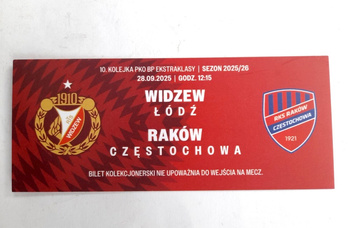 10. KOLEJKA PKO BP EKSTRAKLASY | SEZON 2025/26
28.09.2025 | GODZ. 12:15
WIDZEW
ŁÓDŹ
RAKÓW
CZĘSTOCHOWA
BILET KOLEKCJONERSKI NIE UPOWAŻNIA DO WEJŚCIA NA MECZ.
1910
WIDZEW
RKS RAKÓW
CZĘSTOCHOWA
1921